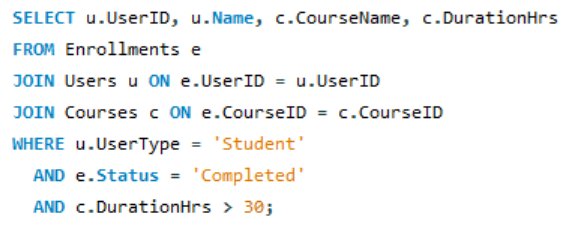 SELECT u.UserID, u.Name, c.CourseName, c.DurationHrs
FROM Enrollments e
JOIN Users u ON e.UserID = u.UserID
JOIN Courses c ON e.CourseID = c.CourseID
WHERE u.UserType = 'Student'
  AND e.Status = 'Completed'
  AND c.DurationHrs > 30;